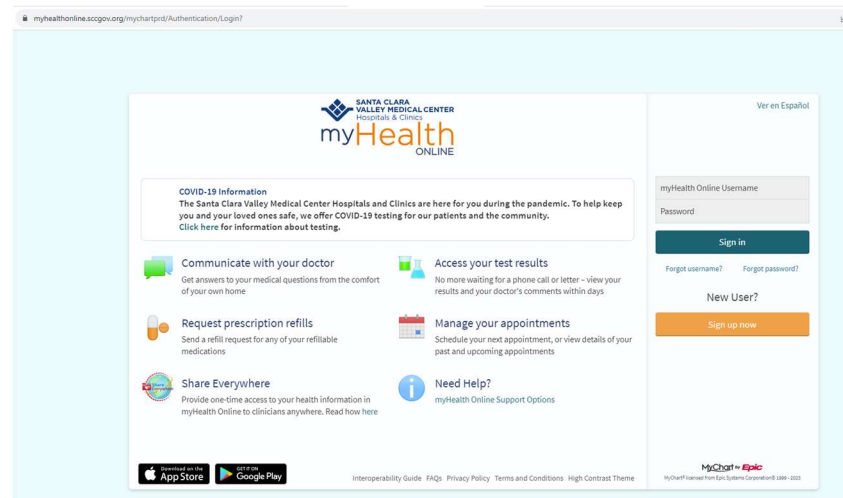 myhealthonline.sccgov.org/mychartprd/Authentication/Login?
SANTA CLARA
VALLEY MEDICAL CENTER
Hospitals & Clinics
myHealth
ONLINE
Ver en Español
COVID-19 Information
The Santa Clara Valley Medical Center Hospitals and Clinics are here for you during the pandemic. To help keep
you and your loved ones safe, we offer COVID-19 testing for our patients and the community.
Click here for information about testing.
Communicate with your doctor
Get answers to your medical questions from the comfort
of your own home
Access your test results
No more waiting for a phone call or letter – view your
results and your doctor's comments within days
Request prescription refills
Send a refill request for any of your refillable
medications
Manage your appointments
Schedule your next appointment, or view details of your
past and upcoming appointments
Share Everywhere
Provide one-time access to your health information in
myHealth Online to clinicians anywhere. Read how here
Need Help?
myHealth Online Support Options
myHealth Online Username
Password
Sign in
Forgot username? Forgot password?
New User?
Sign up now
Download on the
App Store
GET IT ON
Google Play
Interoperability Guide FAQs Privacy Policy Terms and Conditions High Contrast Theme
MyChart by Epic
MyChart® licensed from Epic Systems Corporation© 1999 - 2023